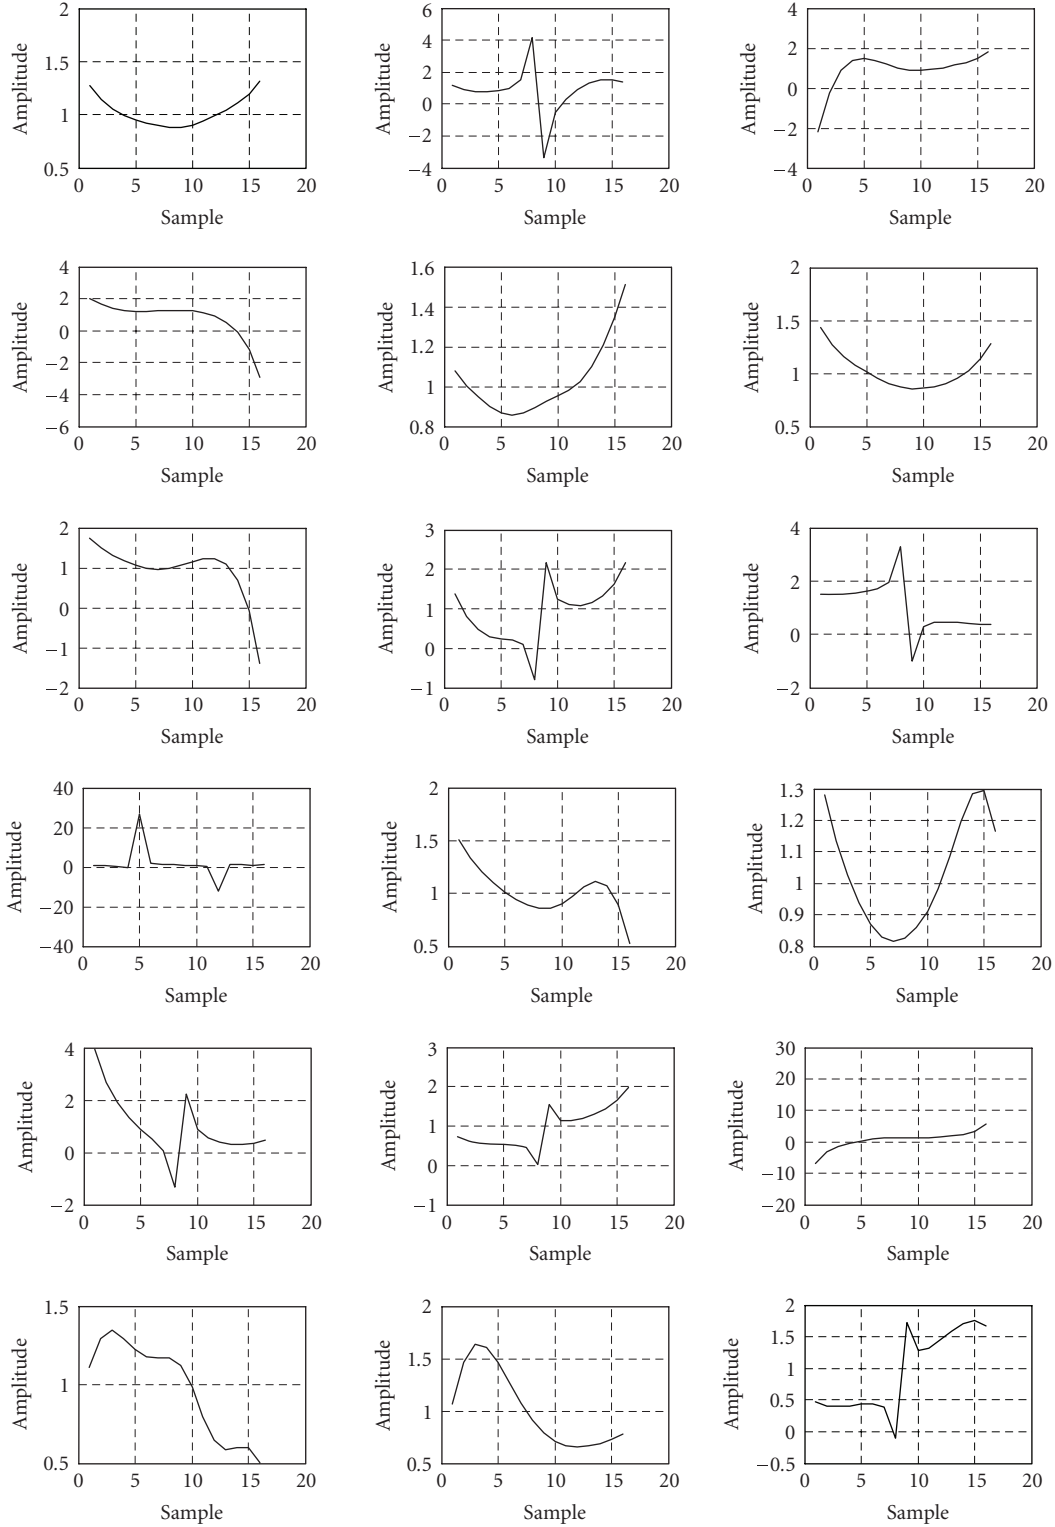 2 6 4
Amplitude 1.5 1 0.5
Amplitude 4 2 0 −2 −4
Amplitude 2 0 −2 −4
0 5 10 15 20 0 5 10 15 20 0 5 10 15 20
Sample Sample Sample
4 1.6 2
Amplitude 2 0 −2 −4 −6
Amplitude 1.4 1.2 1 0.8
Amplitude 1.5 1 0.5
0 5 10 15 20 0 5 10 15 20 0 5 10 15 20
Sample Sample Sample
2 3 4
Amplitude 1 0 −1 −2
Amplitude 2 1 0 −1
Amplitude 2 0 −2
0 5 10 15 20 0 5 10 15 20 0 5 10 15 20
Sample Sample Sample
40 2 1.3
Amplitude 20 0 −20 −40
Amplitude 1.5 1 0.5
Amplitude 1.2 1.1 1 0.9 0.8
0 5 10 15 20 0 5 10 15 20 0 5 10 15 20
Sample Sample Sample
4 3 30
Amplitude 2 0 −2
Amplitude 2 1 0 −1
Amplitude 20 10 0 −10 −20
0 5 10 15 20 0 5 10 15 20 0 5 10 15 20
Sample Sample Sample
1.5 2 2
Amplitude 1 0.5
Amplitude 1.5 1 0.5
Amplitude 1.5 1 0.5 0 −0.5
0 5 10 15 20 0 5 10 15 20 0 5 10 15 20
Sample Sample Sample